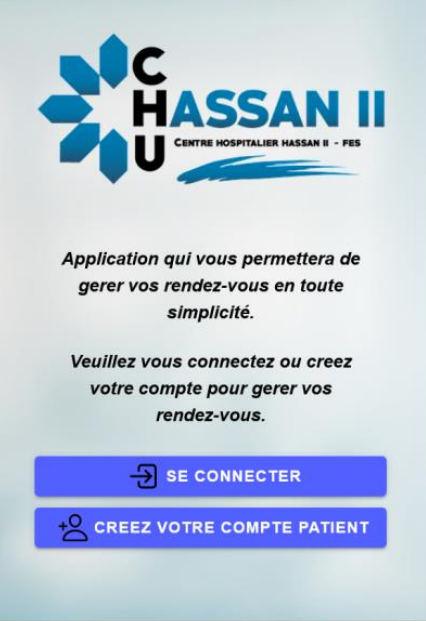 CHU
HASSAN II
CENTRE HOSPITALIER HASSAN II - FES
Application qui vous permettera de
gerer vos rendez-vous en toute
simplicité.
Veuillez vous connectez ou creez
votre compte pour gerer vos
rendez-vous.
SE CONNECTER
CREEZ VOTRE COMPTE PATIENT